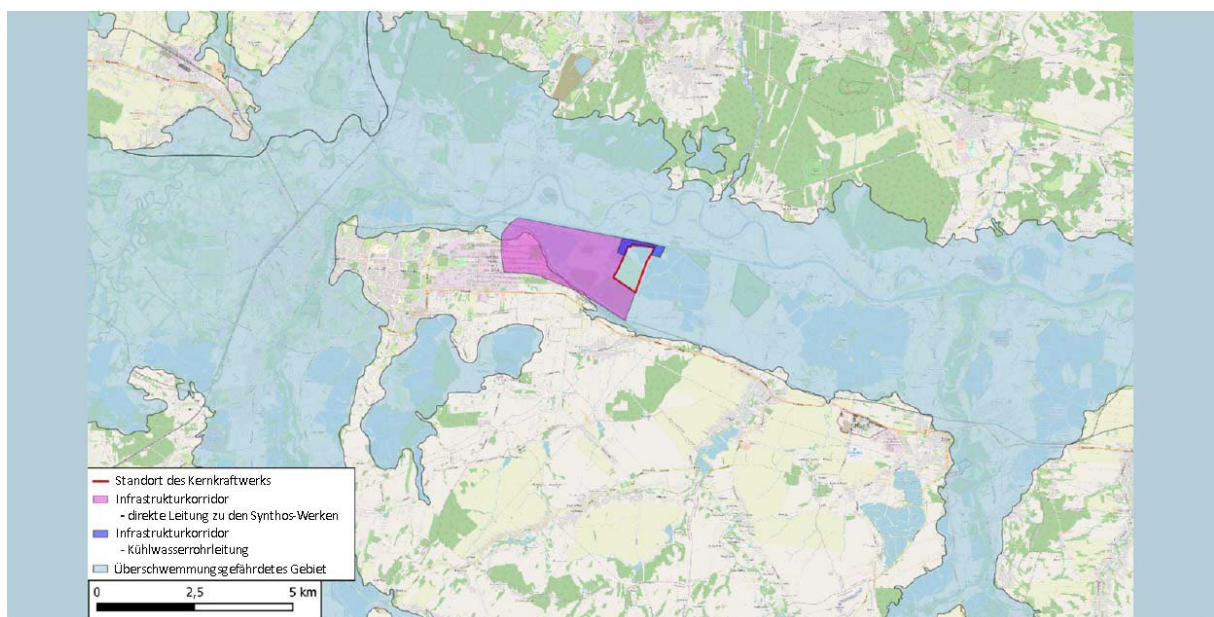 Standort des Kernkraftwerks
Infrastrukturkorridor
- direkte Leitung zu den Synthos-Werken
Infrastrukturkorridor
- Kühlwasserrohrleitung
Überschwemmungsgefährdetes Gebiet
0 2,5 5 km